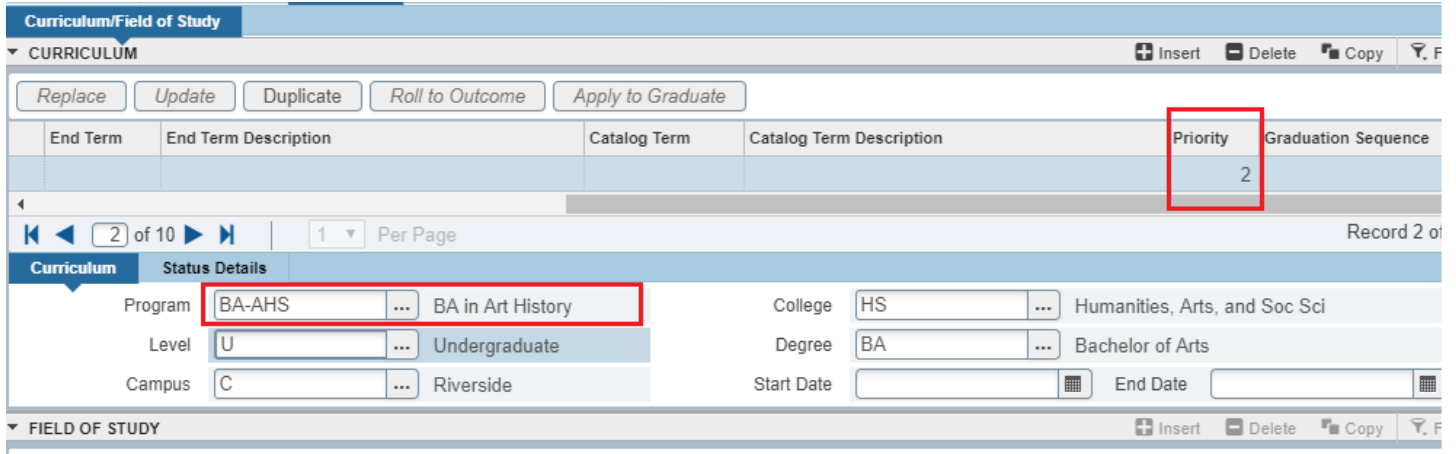 Curriculum/Field of Study
CURRICULUM Insert Delete Copy F
Replace Update Duplicate Roll to Outcome Apply to Graduate
End Term End Term Description Catalog Term Catalog Term Description Priority Graduation Sequence
2
2 of 10 1 Per Page Record 2 of
Curriculum Status Details
Program BA-AHS ... BA in Art History College HS ... Humanities, Arts, and Soc Sci
Level U ... Undergraduate Degree BA ... Bachelor of Arts
Campus C ... Riverside Start Date End Date
FIELD OF STUDY Insert Delete Copy F